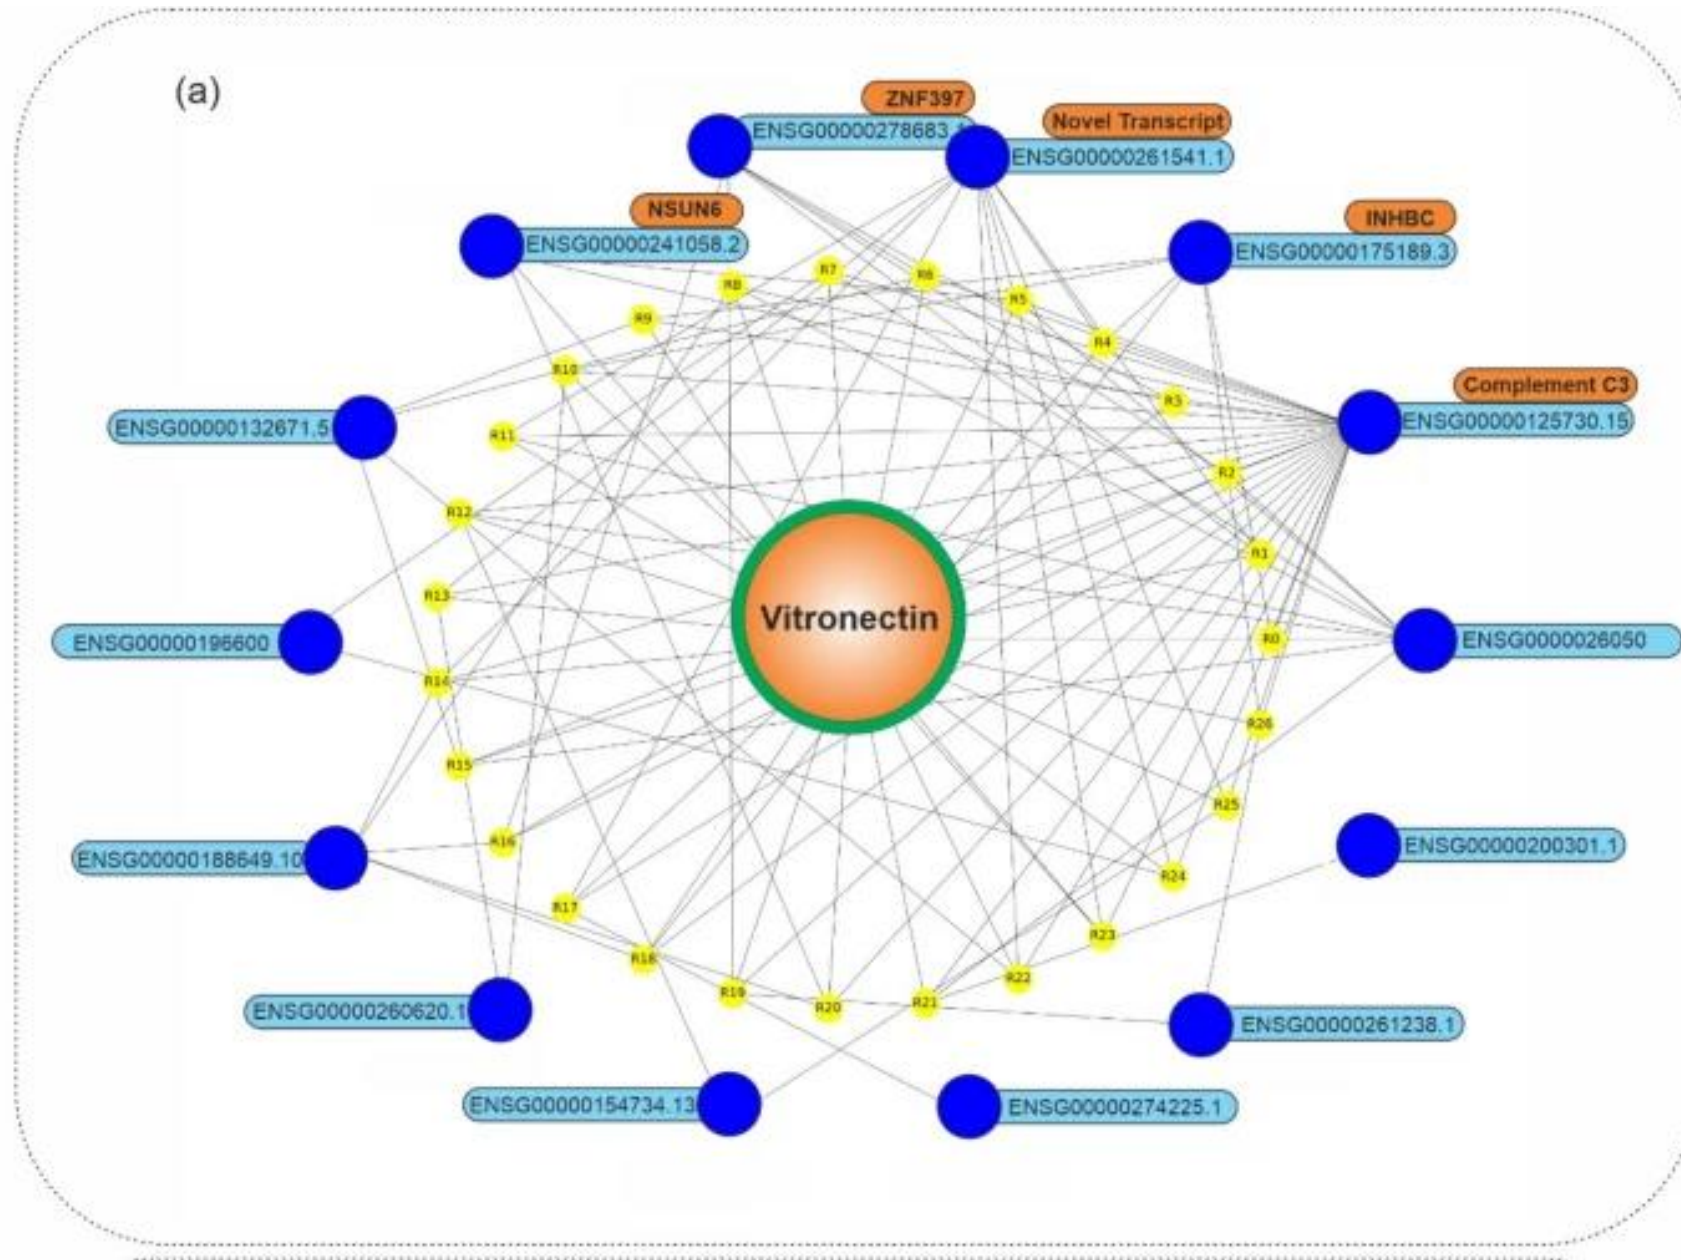 (a)
ZNF397
ENSG00000278683.1
Novel Transcript
ENSG00000261541.1
NSUN6
ENSG00000241058.2
INHBC
ENSG00000175189.3
R7
R6
R8
R5
R9
R4
R10
Complement C3
ENSG00000125730.15
R3
ENSG00000132671.5
R11
R2
R12
R1
R13
Vitronectin
R0
ENSG0000026050
ENSG00000196600
R14
R26
R15
R25
R16
ENSG00000200301.1
ENSG00000188649.10
R24
R17
R23
R18
R22
R19
R21
R20
ENSG00000260620.1
ENSG00000261238.1
ENSG00000154734.13
ENSG00000274225.1